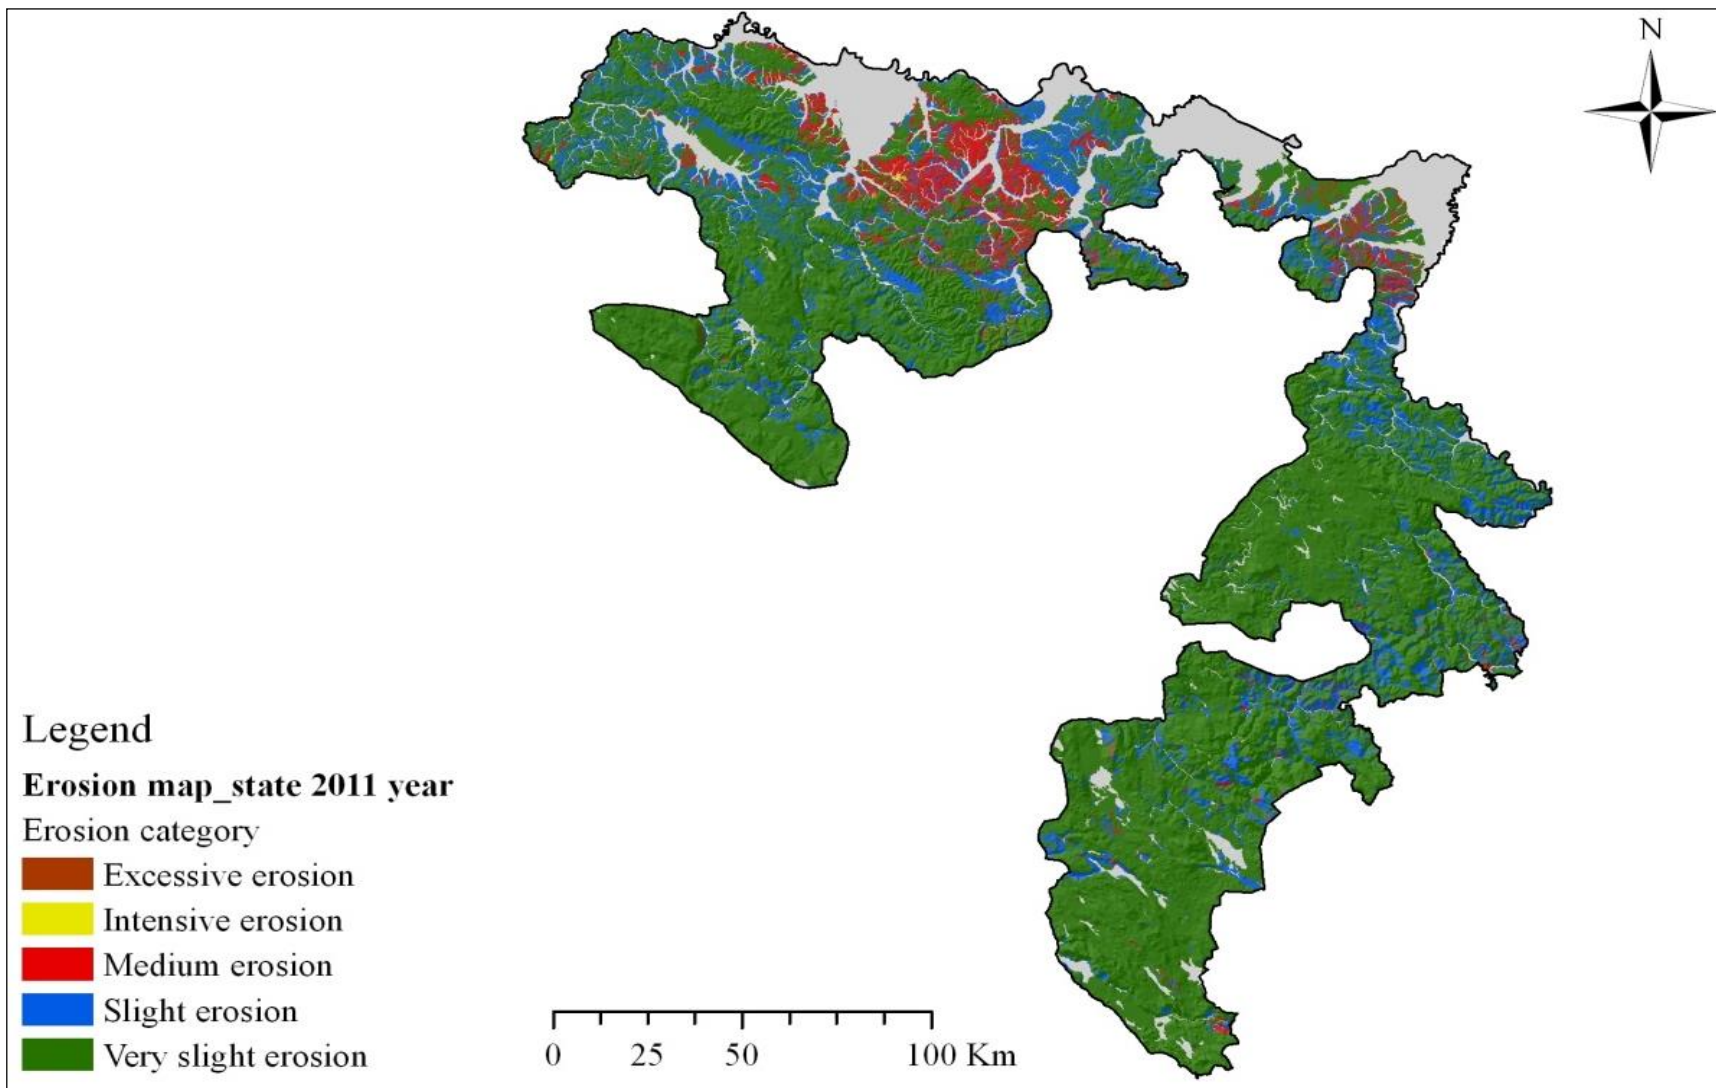 N
Legend
Erosion map_state 2011 year
Erosion category
Excessive erosion
Intensive erosion
Medium erosion
Slight erosion
Very slight erosion
0 25 50 100 Km